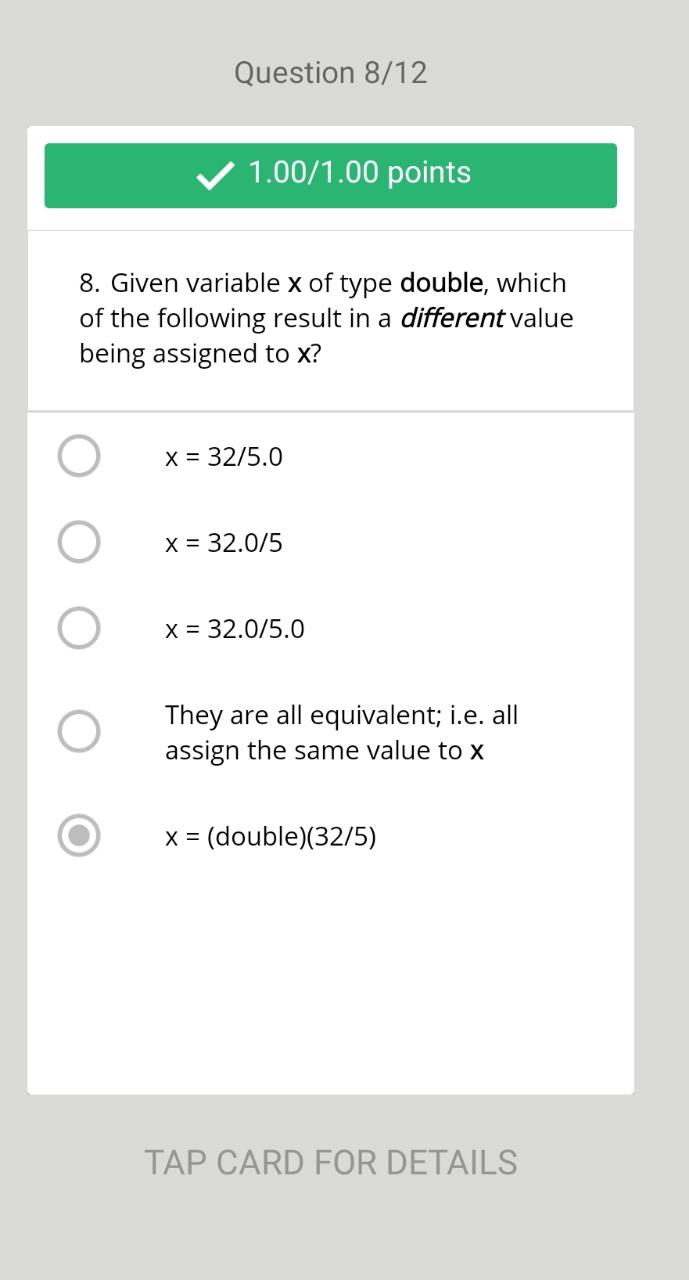 Question 8/12
1.00/1.00 points
8. Given variable x of type double, which
of the following result in a different value
being assigned to x?
x = 32/5.0
x = 32.0/5
x = 32.0/5.0
They are all equivalent; i.e. all
assign the same value to x
x = (double)(32/5)
TAP CARD FOR DETAILS